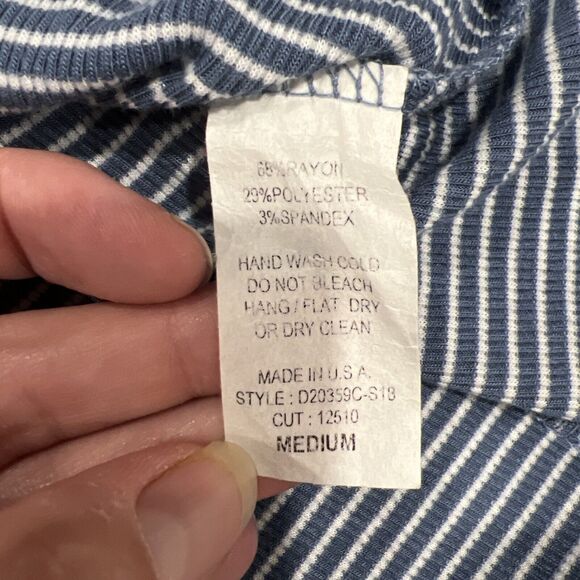 68% RAYON
29%POLYESTER
3%SPANDEX
HAND WASH COLD
DO NOT BLEACH
HANG / FLAT DRY
OR DRY CLEAN
MADE IN U.S.A.
STYLE : D20359C-S18
CUT : 12510
MEDIUM